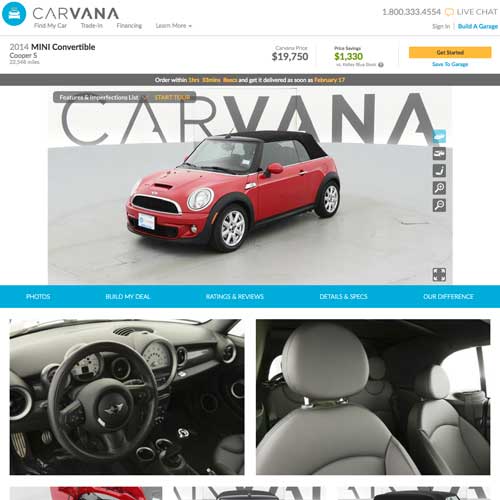 CARVANA
1.800.333.4554 LIVE CHAT
Find My Car Trade-In Financing Learn More
Sign In Build A Garage
2014 MINI Convertible
Cooper S
22,548 miles
Carvana Price
$19,750
Price Savings
$1,330
vs. Kelley Blue Book
Get Started
Save To Garage
Order within 1hrs 33mins and get it delivered as soon as February 17
Features & Imperfections List START TOUR
CARVANA
PHOTOS BUILD MY DEAL RATINGS & REVIEWS DETAILS & SPECS OUR DIFFERENCE